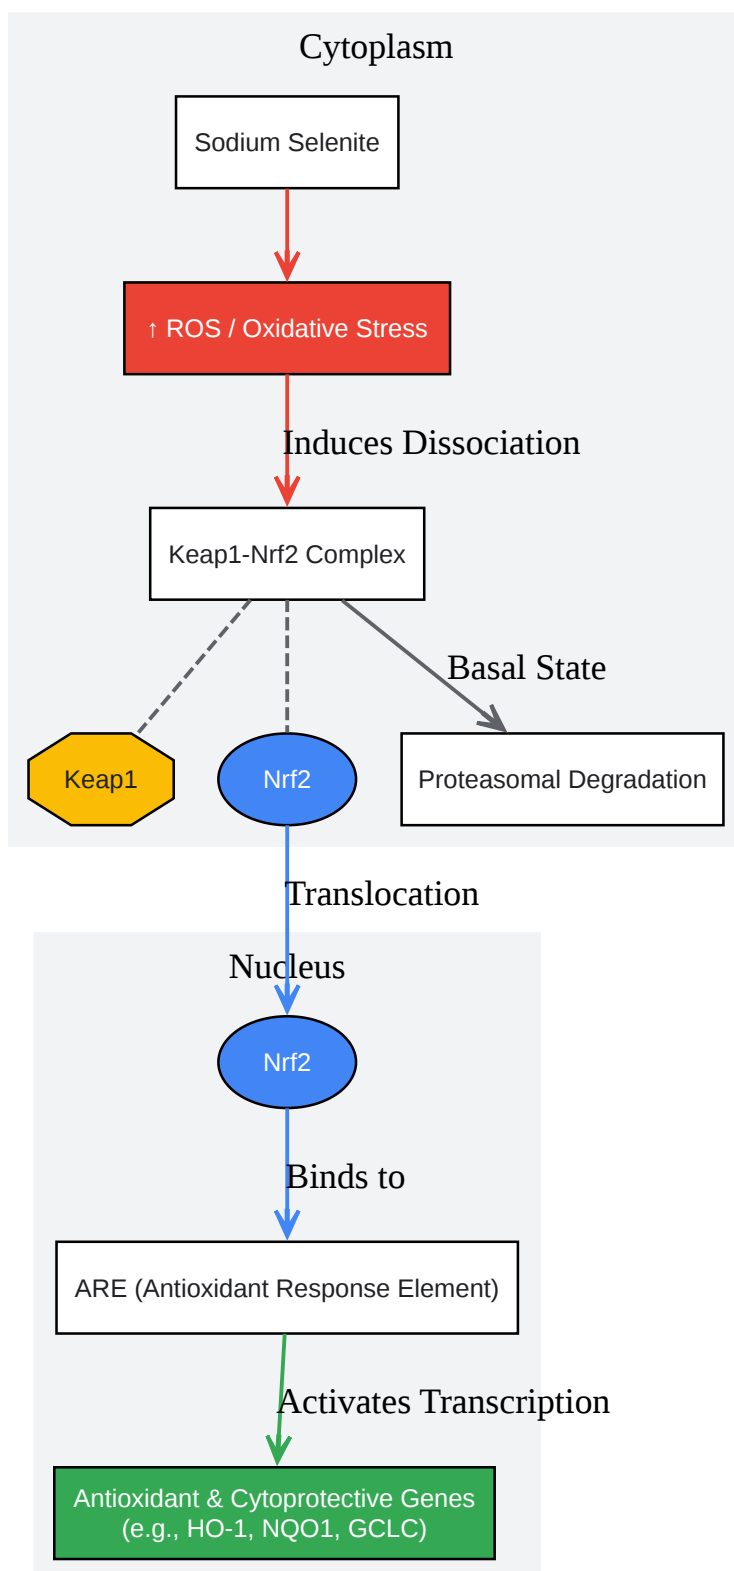 Cytoplasm
Sodium Selenite
↑ ROS / Oxidative Stress
Induces Dissociation
Keap1-Nrf2 Complex
Basal State
Keap1
Nrf2
Proteasomal Degradation
Translocation
Nucleus
Nrf2
Binds to
ARE (Antioxidant Response Element)
Activates Transcription
Antioxidant & Cytoprotective Genes
(e.g., HO-1, NQO1, GCLC)